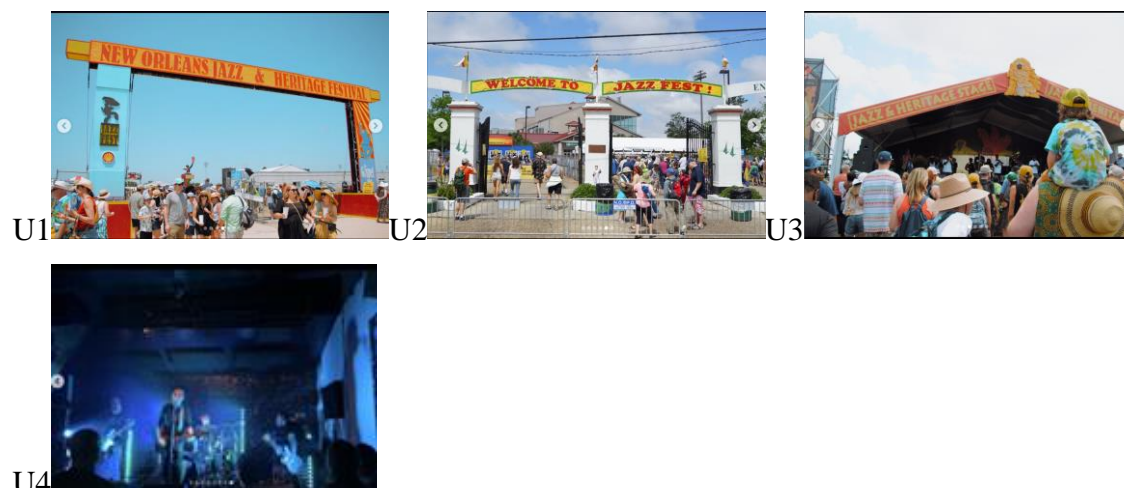 NEW ORLEANS JAZZ & HERITAGE FESTIVAL
U1
WELCOME TO JAZZ FEST !
U2
JAZZ & HERITAGE STAGE
U3
U4